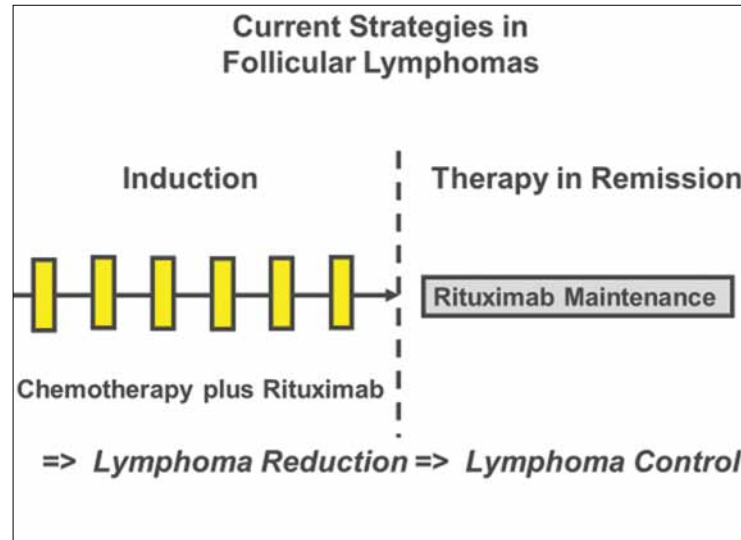 Current Strategies in
Follicular Lymphomas
Induction
Therapy in Remission
Rituximab Maintenance
Chemotherapy plus Rituximab
=> Lymphoma Reduction => Lymphoma Control